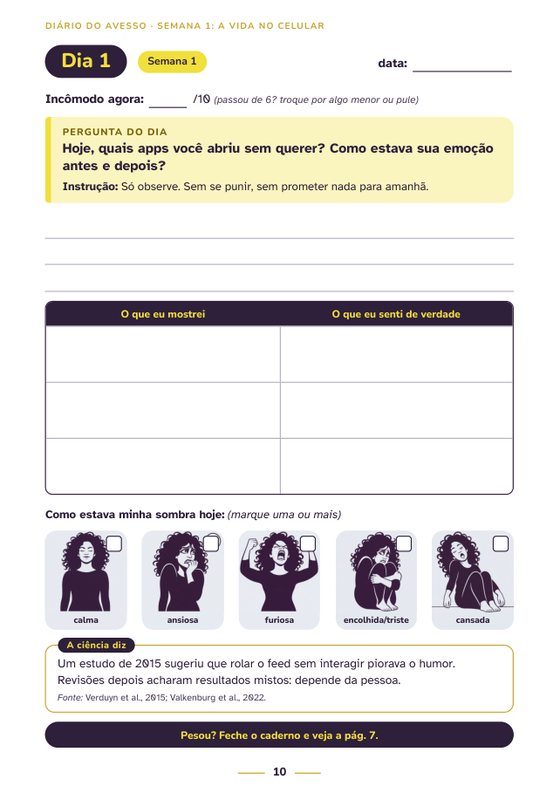 DIÁRIO DO AVESSO · SEMANA 1: A VIDA NO CELULAR
Dia 1
Semana 1
data:
Incômodo agora: /10 (passou de 6? troque por algo menor ou pule)
PERGUNTA DO DIA
Hoje, quais apps você abriu sem querer? Como estava sua emoção
antes e depois?
Instrução: Só observe. Sem se punir, sem prometer nada para amanhã.
O que eu mostrei
O que eu senti de verdade
Como estava minha sombra hoje: (marque uma ou mais)
calma
ansiosa
furiosa
encolhida/triste
cansada
A ciência diz
Um estudo de 2015 sugeriu que rolar o feed sem interagir piorava o humor.
Revisões depois acharam resultados mistos: depende da pessoa.
Fonte: Verduyn et al., 2015; Valkenburg et al., 2022.
Pesou? Feche o caderno e veja a pág. 7.
10